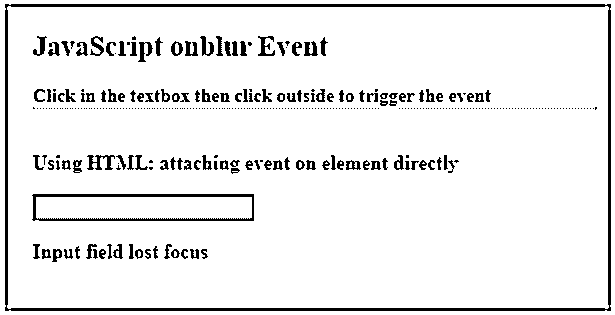 JavaScript onblur Event
Click in the textbox then click outside to trigger the event
Using HTML: attaching event on element directly
Input field lost focus